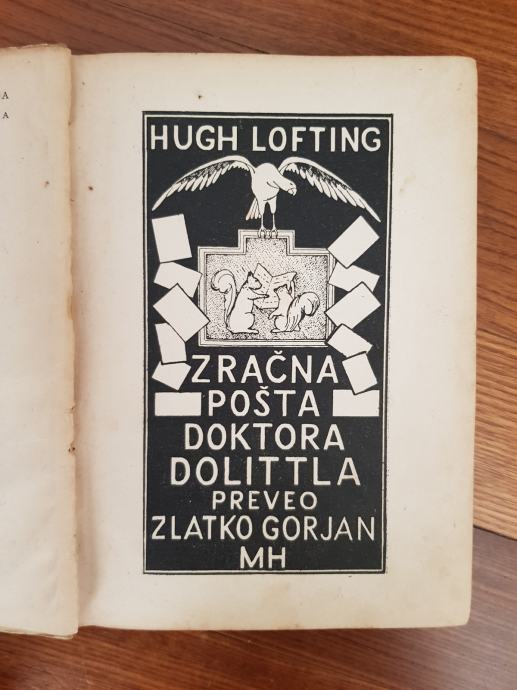 A
A
HUGH LOFTING
ZRAČNA
POŠTA
DOKTORA
DOLITTLA
PREVEO
ZLATKO GORJAN
MH